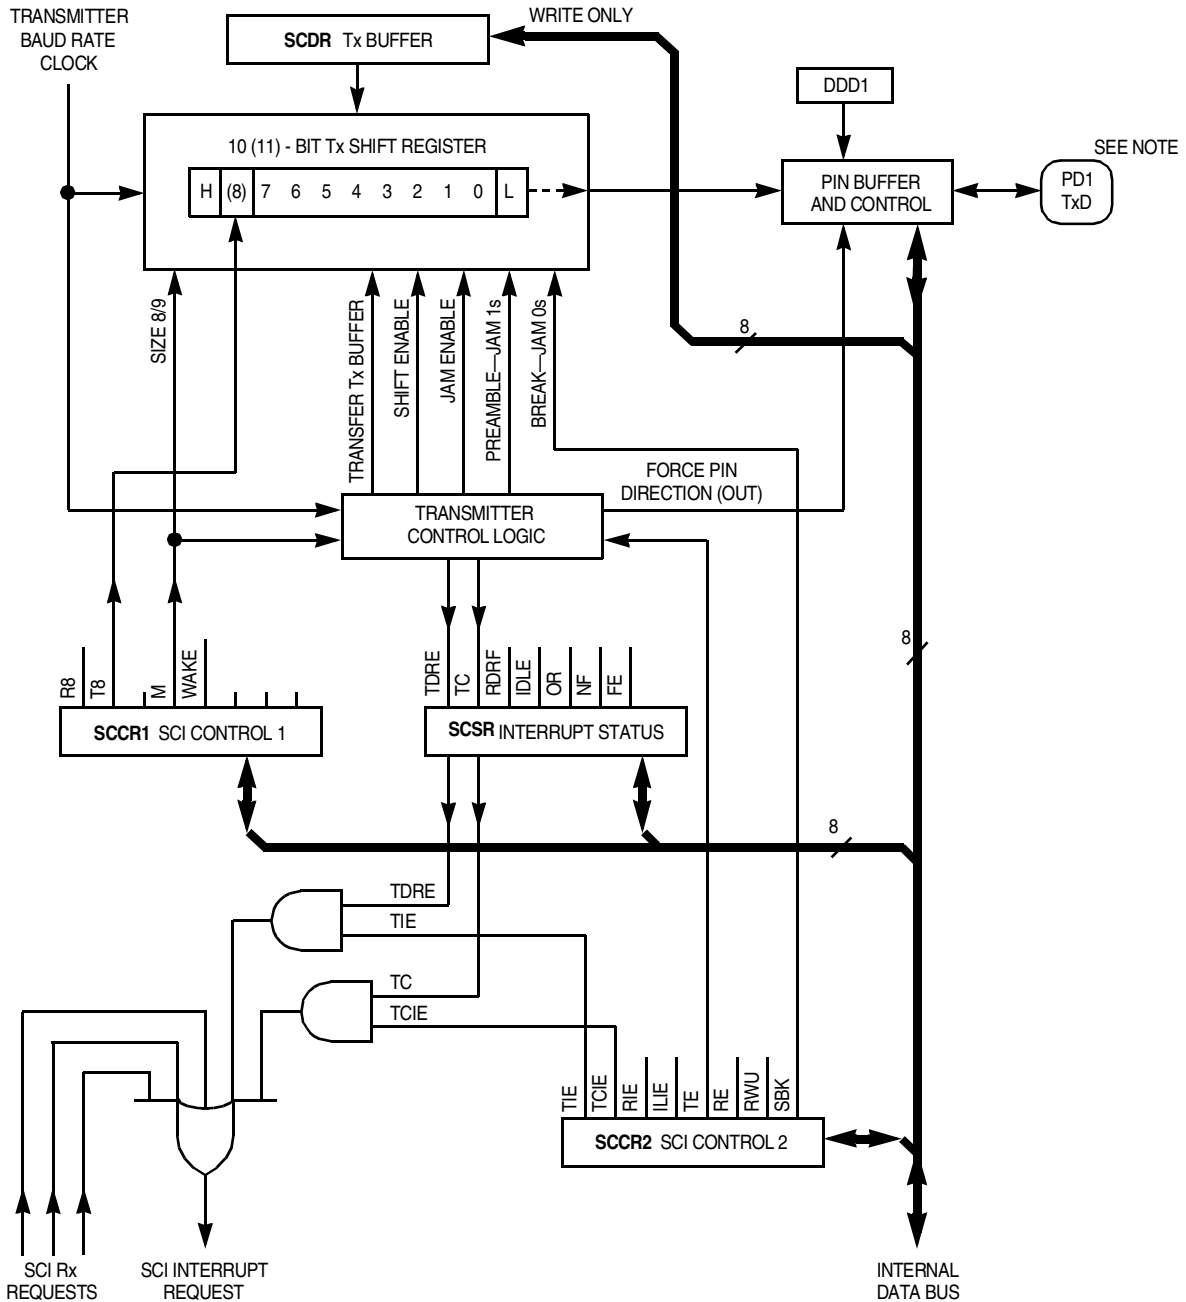 TRANSMITTER
BAUD RATE
CLOCK
SCDR Tx BUFFER
WRITE ONLY
DDD1
10 (11) - BIT Tx SHIFT REGISTER
H (8) 7 6 5 4 3 2 1 0 L
PIN BUFFER
AND CONTROL
SEE NOTE
PD1
TxD
SIZE 8/9
TRANSFER Tx BUFFER
SHIFT ENABLE
JAM ENABLE
PREAMBLE—JAM 1s
BREAK—JAM 0s
8
FORCE PIN
DIRECTION (OUT)
TRANSMITTER
CONTROL LOGIC
8
R8
T8
M
WAKE
TDRE
TC
RDRF
IDLE
OR
NF
FE
SCCR1 SCI CONTROL 1
SCSR INTERRUPT STATUS
8
TDRE
TIE
TC
TCIE
TIE
TCIE
RIE
ILIE
TE
RE
RWU
SBK
SCCR2 SCI CONTROL 2
SCI Rx
REQUESTS
SCI INTERRUPT
REQUEST
INTERNAL
DATA BUS